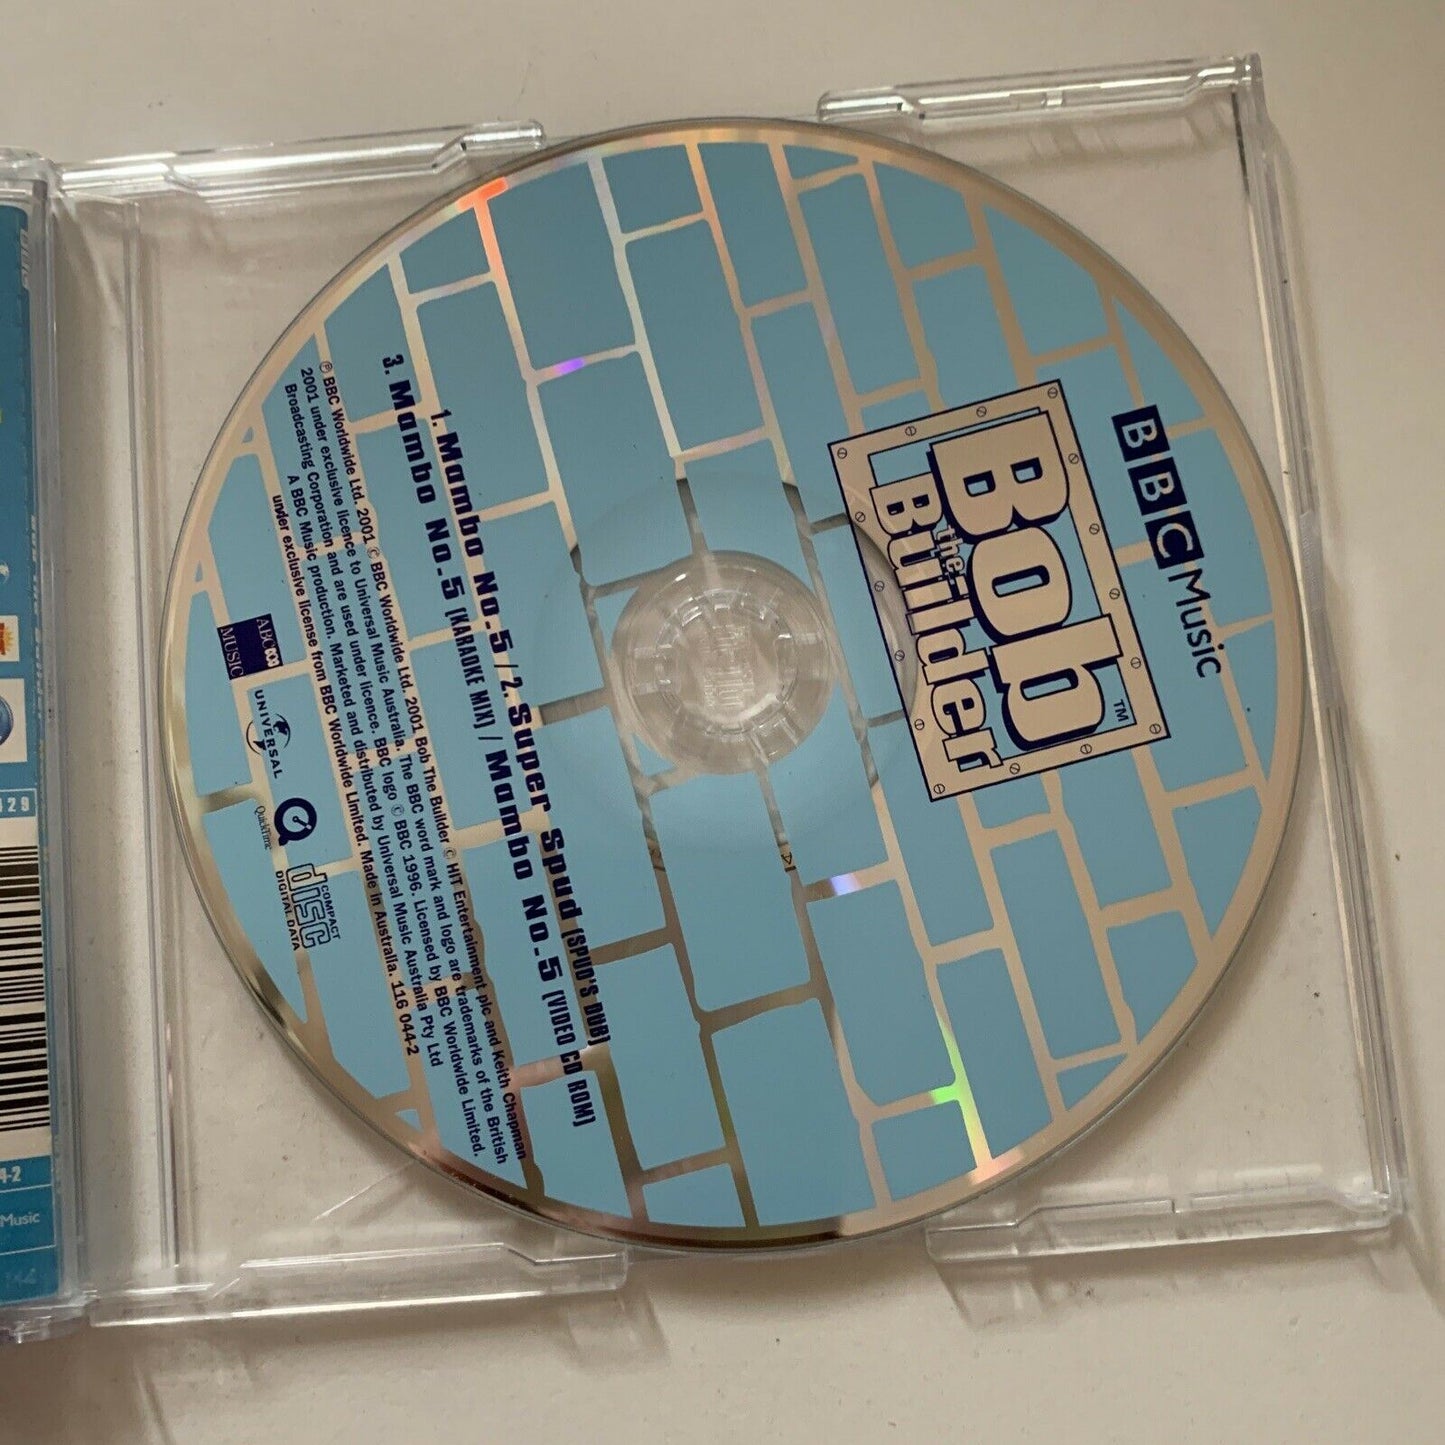 BBC Music
Bob
the
Builder™
1. Mambo No.5 / 2. Super Spud [SPUD'S DUB]
3. Mambo No.5 [KARAOKE MIX] / Mambo No.5 [VIDEO CD ROM]
℗ BBC Worldwide Ltd. 2001 © BBC Worldwide Ltd. 2001 Bob The Builder © HIT Entertainment plc and Keith Chapman
2001 under exclusive licence to Universal Music Australia. The BBC word mark and logo are trademarks of the British
Broadcasting Corporation and are used under licence. BBC logo © BBC 1996. Licensed by BBC Worldwide Limited.
A BBC Music production. Marketed and distributed by Universal Music Australia Pty Ltd
under exclusive license from BBC Worldwide Limited. Made in Australia. 116 044-2
ABC
MUSIC
UNIVERSAL
QuickTime
COMPACT
disc
DIGITAL DATA
4-2
Music